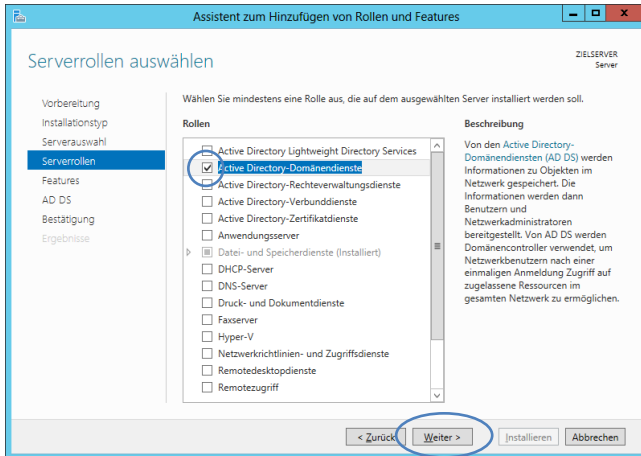 Assistent zum Hinzufügen von Rollen und Features
Serverrollen auswählen
ZIELSERVER
Server
Vorbereitung
Installationstyp
Serverauswahl
Serverrollen
Features
AD DS
Bestätigung
Ergebnisse
Wählen Sie mindestens eine Rolle aus, die auf dem ausgewählten Server installiert werden soll.
Rollen
Active Directory Lightweight Directory Services
Active Directory-Domänendienste
Active Directory-Rechteverwaltungsdienste
Active Directory-Verbunddienste
Active Directory-Zertifikatdienste
Anwendungsserver
Datei- und Speicherdienste (Installiert)
DHCP-Server
DNS-Server
Druck- und Dokumentdienste
Faxserver
Hyper-V
Netzwerkrichtlinien- und Zugriffsdienste
Remotedesktopdienste
Remotezugriff
Beschreibung
Von den Active Directory-
Domänendiensten (AD DS) werden
Informationen zu Objekten im
Netzwerk gespeichert. Die
Informationen werden dann
Benutzern und
Netzwerkadministratoren
bereitgestellt. Von AD DS werden
Domänencontroller verwendet, um
Netzwerkbenutzern nach einer
einmaligen Anmeldung Zugriff auf
zugelassene Ressourcen im
gesamten Netzwerk zu ermöglichen.
< Zurück
Weiter >
Installieren
Abbrechen